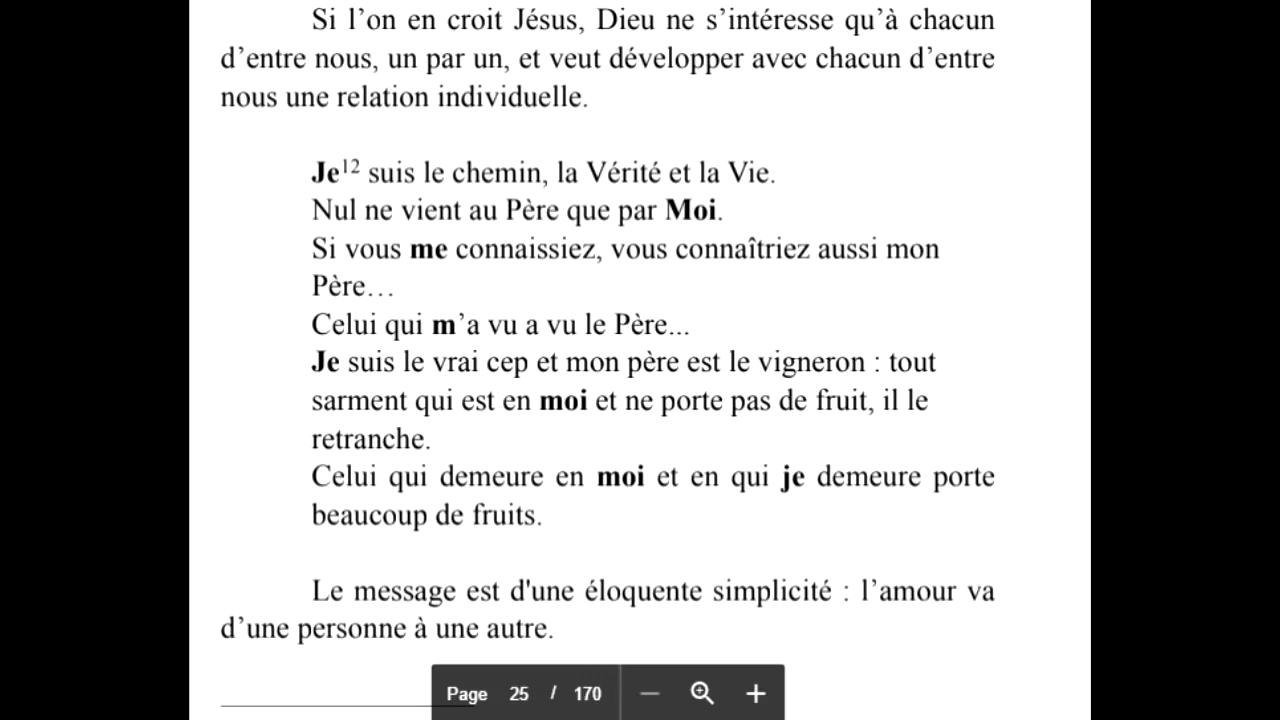 Si l’on en croit Jésus, Dieu ne s’intéresse qu’à chacun
d’entre nous, un par un, et veut développer avec chacun d’entre
nous une relation individuelle.
Je12 suis le chemin, la Vérité et la Vie.
Nul ne vient au Père que par Moi.
Si vous me connaissiez, vous connaîtriez aussi mon
Père…
Celui qui m’a vu a vu le Père...
Je suis le vrai cep et mon père est le vigneron : tout
sarment qui est en moi et ne porte pas de fruit, il le
retranche.
Celui qui demeure en moi et en qui je demeure porte
beaucoup de fruits.
Le message est d'une éloquente simplicité : l’amour va
d’une personne à une autre.
Page 25 / 170